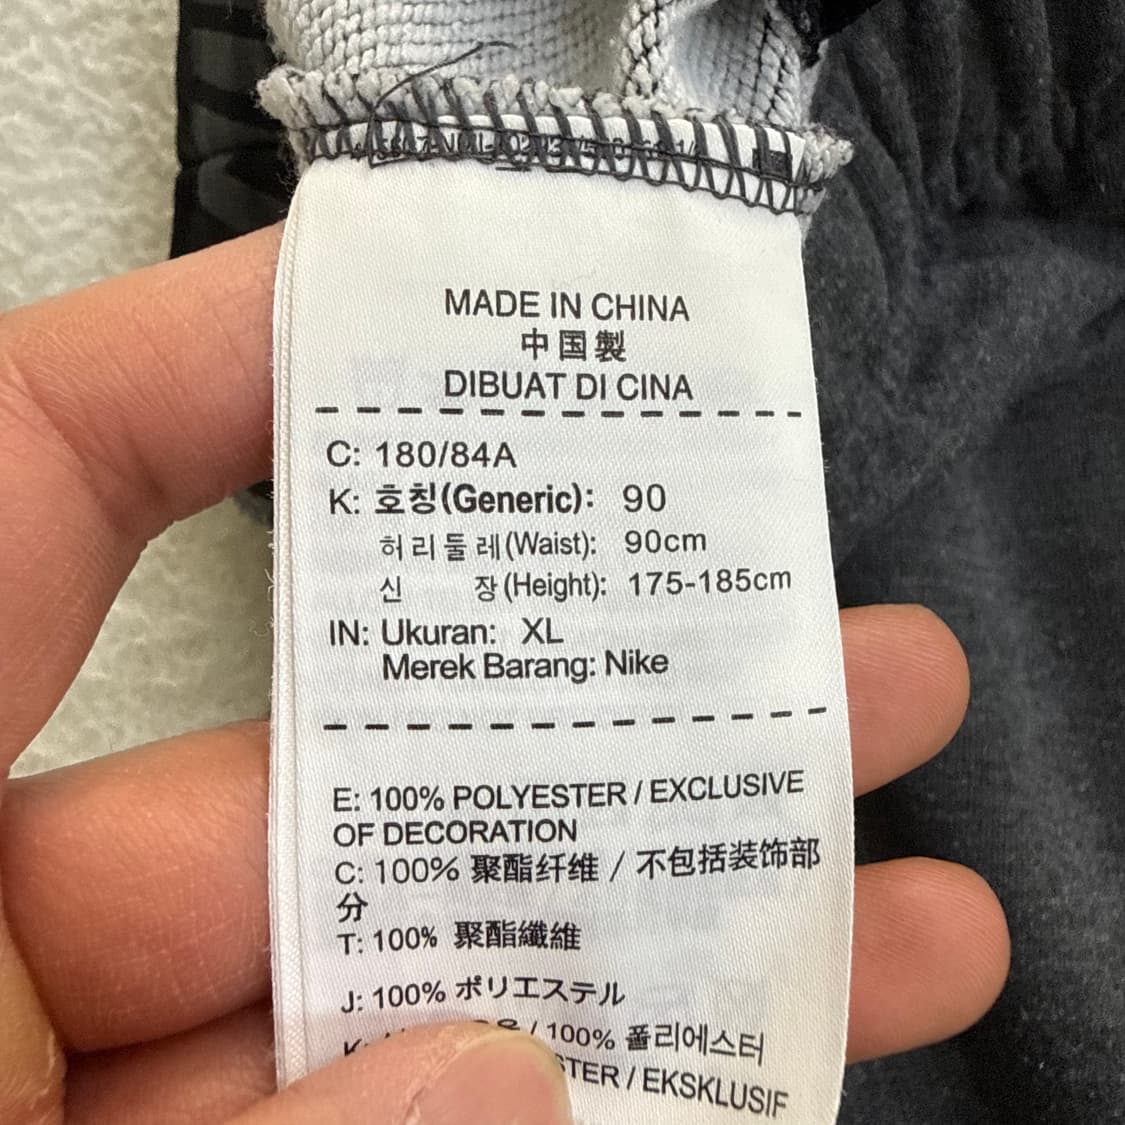 MADE IN CHINA
中国製
DIBUAT DI CINA
C: 180/84A
K: 호칭(Generic): 90
허리둘레(Waist): 90cm
신 장(Height): 175-185cm
IN: Ukuran: XL
Merek Barang: Nike
E: 100% POLYESTER / EXCLUSIVE
OF DECORATION
C: 100% 聚酯纤维 / 不包括装饰部
分
T: 100% 聚酯纖維
J: 100% ポリエステル
K: / 100% 폴리에스터
/ EKSKLUSIF